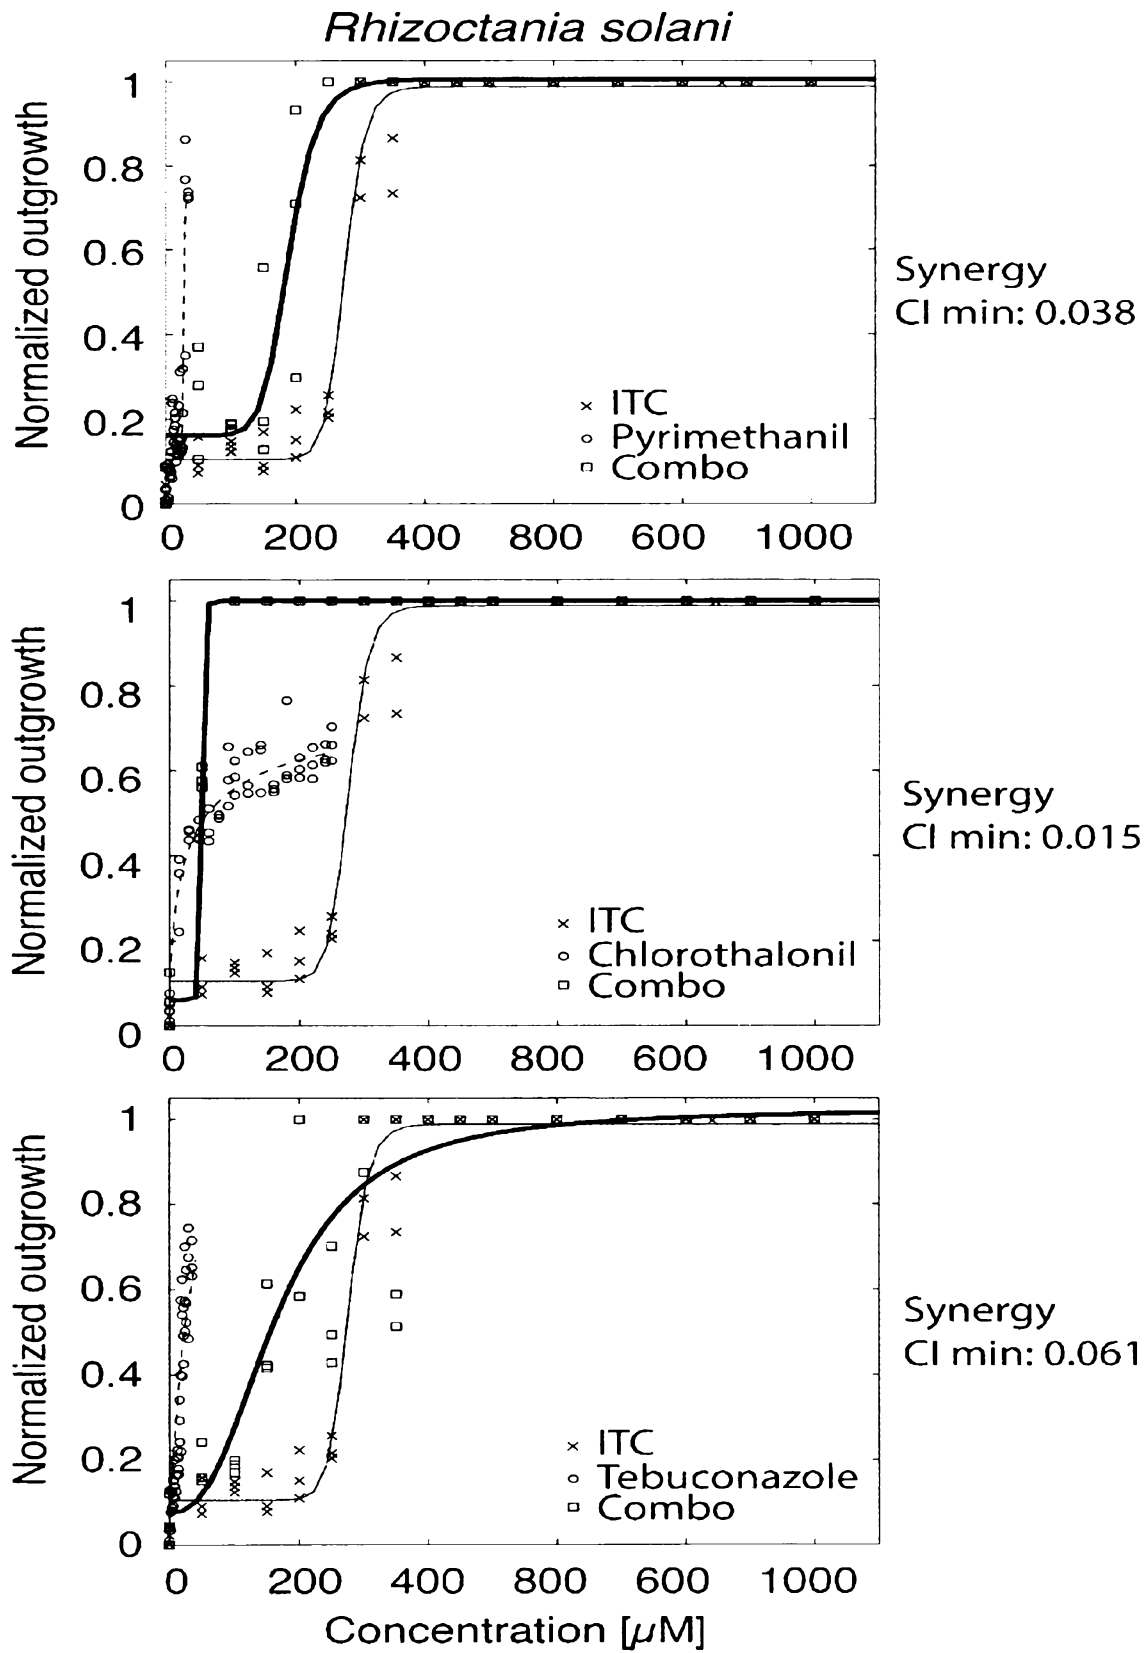 Rhizoctania solani
Normalized outgrowth
1
0.8
0.6
0.4
0.2
0
0 200 400 800 600 1000
× ITC
○ Pyrimethanil
□ Combo
Synergy
CI min: 0.038
Normalized outgrowth
1
0.8
0.6
0.4
0.2
0
0 200 400 800 600 1000
× ITC
○ Chlorothalonil
□ Combo
Synergy
CI min: 0.015
Normalized outgrowth
1
0.8
0.6
0.4
0.2
0
0 200 400 800 600 1000
× ITC
○ Tebuconazole
□ Combo
Synergy
CI min: 0.061
Concentration [μM]